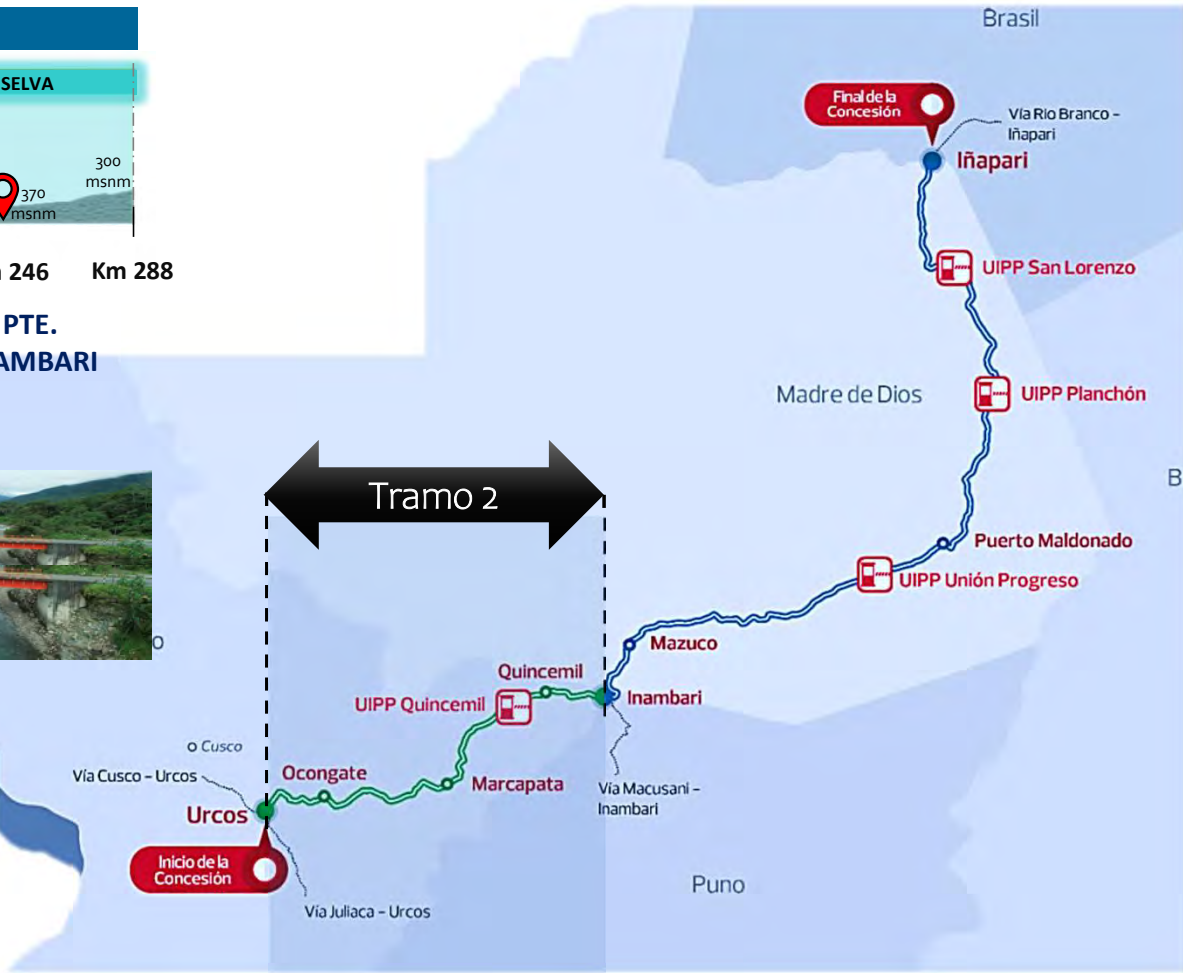 SELVA
300
msnm
370
msnm
246
Km 288
PTE.
Brasil
Final de la
Concesión
Vía Rio Branco –
Iñapari
Iñapari
UIPP San Lorenzo
Madre de Dios
UIPP Planchón
B
Tramo 2
Puerto Maldonado
UIPP Unión Progreso
o
Mazuco
Quincemil
UIPP Quincemil
Inambari
Cusco
Vía Cusco – Urcos
Ocongate
Marcapata
Vía Macusani –
Inambari
Urcos
Inicio de la
Concesión
Puno
Vía Juliaca – Urcos